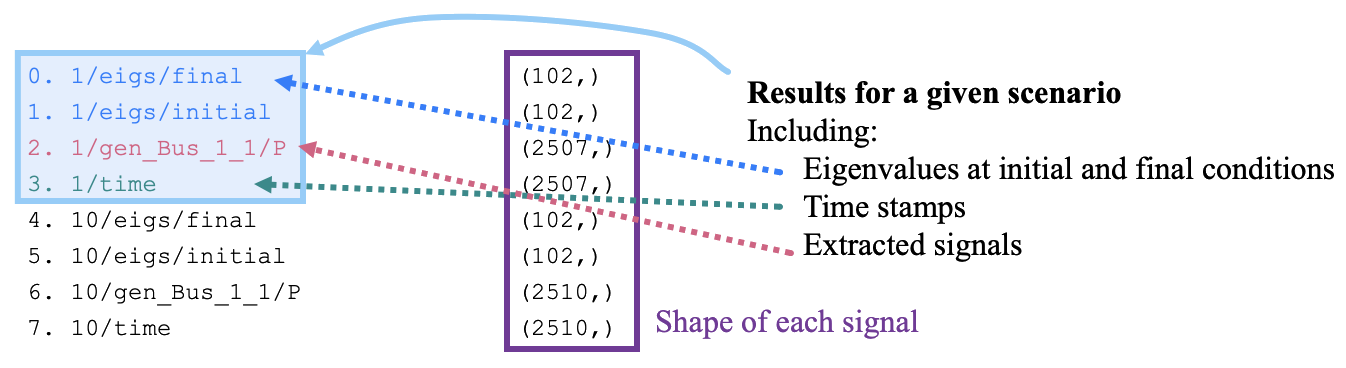 0. 1/eigs/final (102,)
1. 1/eigs/initial (102,)
2. 1/gen_Bus_1_1/P (2507,)
3. 1/time (2507,)
4. 10/eigs/final (102,)
5. 10/eigs/initial (102,)
6. 10/gen_Bus_1_1/P (2510,)
7. 10/time (2510,)
Results for a given scenario
Including:
Eigenvalues at initial and final conditions
Time stamps
Extracted signals
Shape of each signal